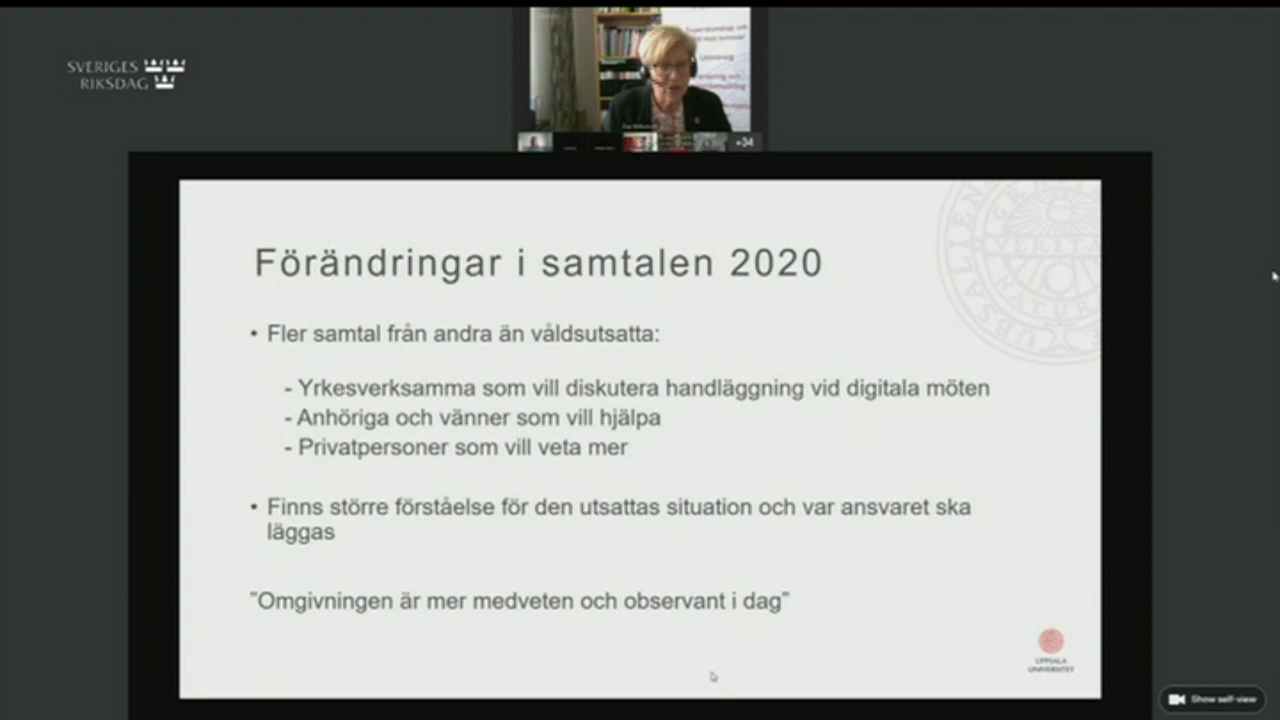 SVERIGES
RIKSDAG
+34
Förändringar i samtalen 2020
• Fler samtal från andra än våldsutsatta:
- Yrkesverksamma som vill diskutera handläggning vid digitala möten
- Anhöriga och vänner som vill hjälpa
- Privatpersoner som vill veta mer
• Finns större förståelse för den utsattas situation och var ansvaret ska
läggas
"Omgivningen är mer medveten och observant i dag"
UPPSALA
UNIVERSITET
Show self-view